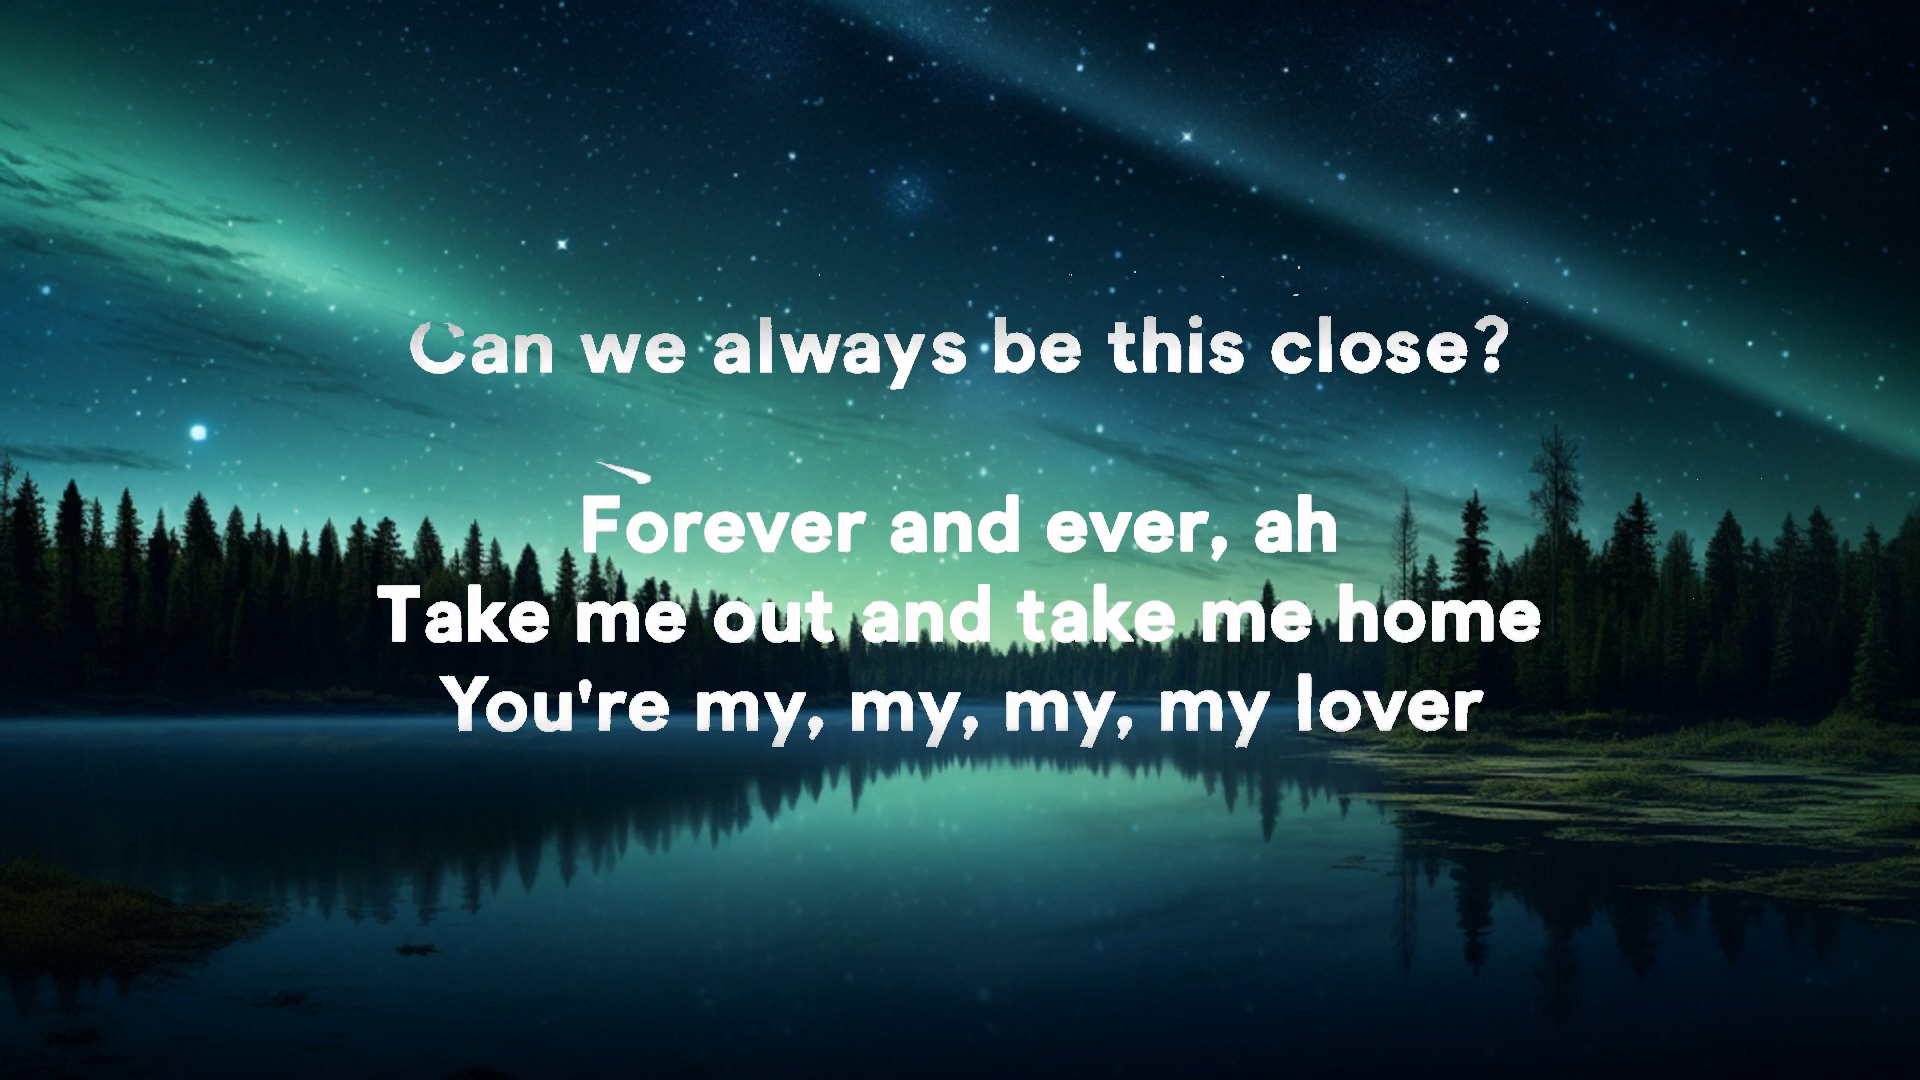 Can we always be this close?
Forever and ever, ah
Take me out and take me home
You're my, my, my, my lover